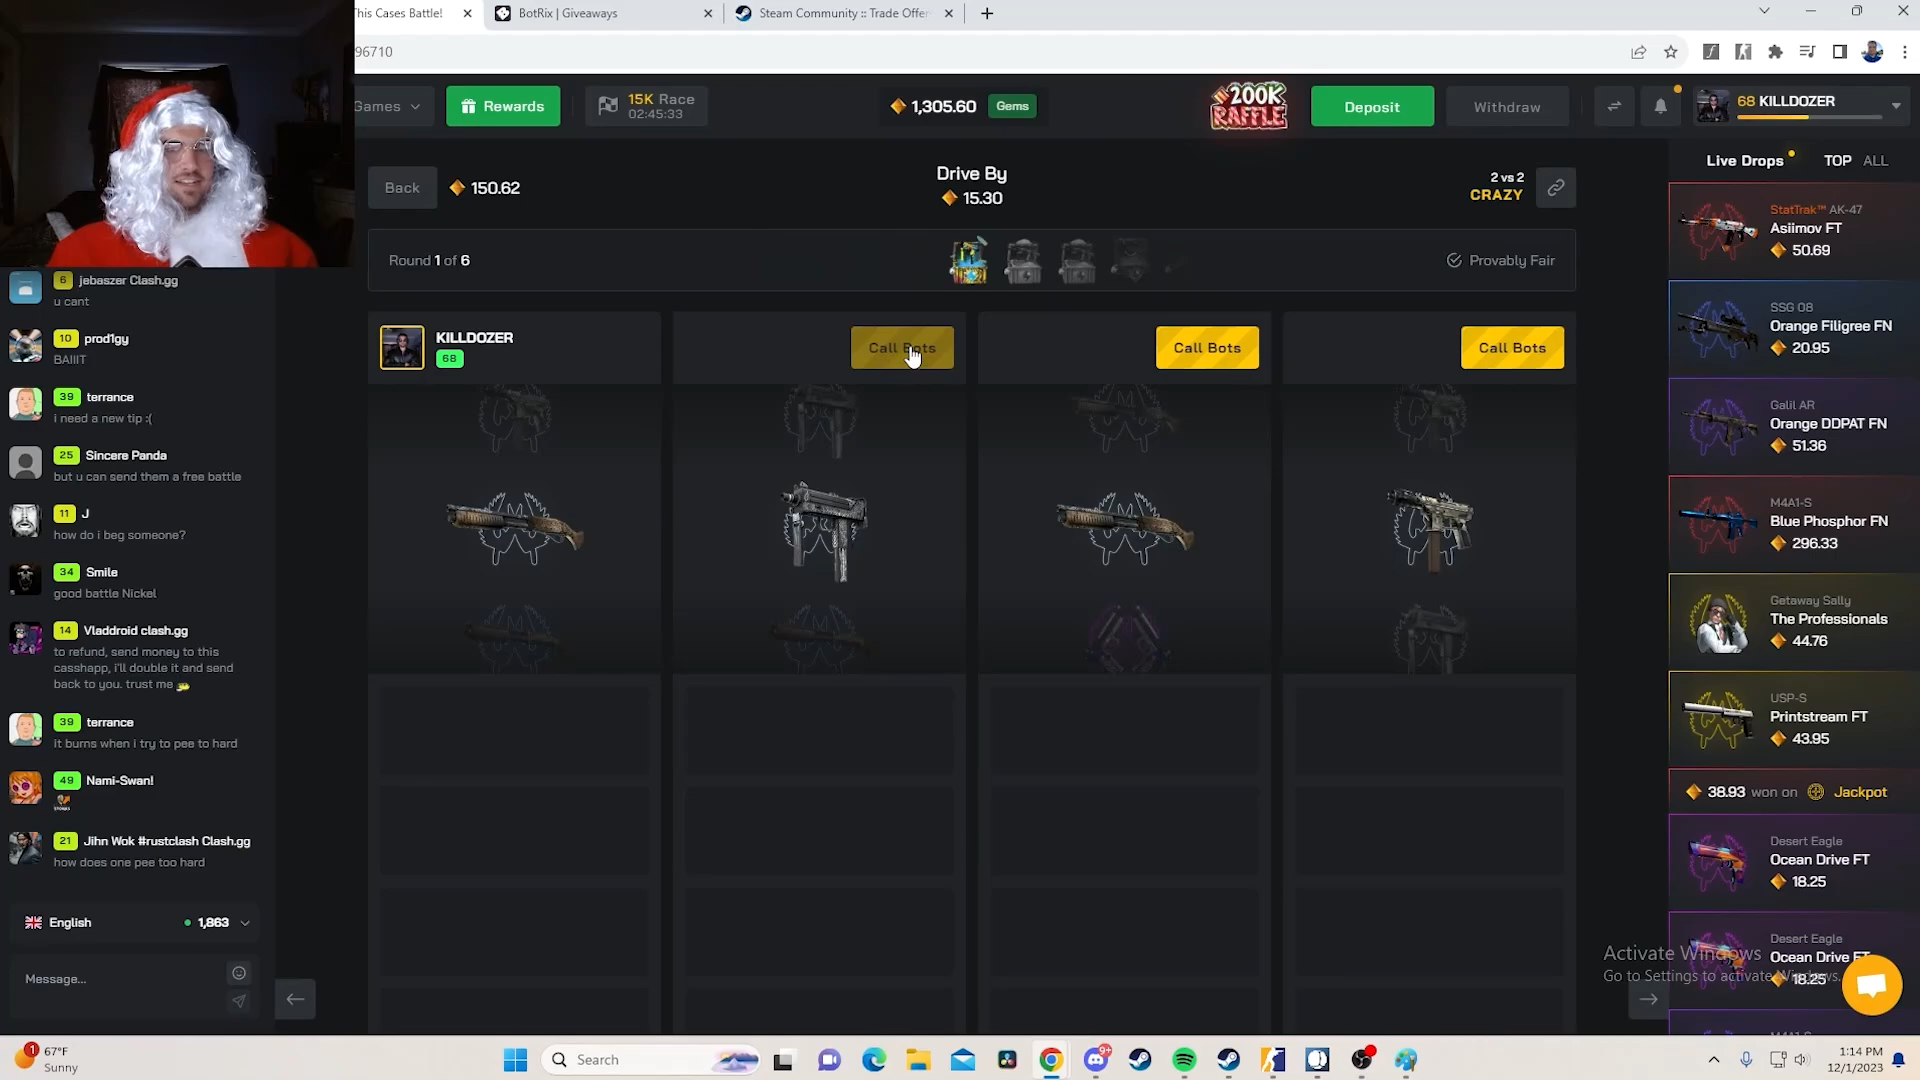 This Cases Battle!
BotRix | Giveaways
Steam Community :: Trade Offer
96710
Games
Rewards
15K Race
02:45:33
1,305.60 Gems
200K
RAFFLE
Deposit
Withdraw
68 KILLDOZER
Back
150.62
Drive By
15.30
2 vs 2
CRAZY
Round 1 of 6
Provably Fair
KILLDOZER
68
Call Bots
Call Bots
Call Bots
6 jebaszer Clash.gg
u cant
10 prod1gy
BAIIIT
39 terrance
i need a new tip :(
25 Sincere Panda
but u can send them a free battle
11 J
how do i beg someone?
34 Smile
good battle Nickel
14 Vladdroid clash.gg
to refund, send money to this
casshapp, i'll double it and send
back to you. trust me
39 terrance
it burns when i try to pee to hard
49 Nami-Swan!
21 Jihn Wok #rustclash Clash.gg
how does one pee too hard
English
1,863
Message...
Live Drops
TOP ALL
StatTrak™ AK-47
Asiimov FT
50.69
SSG 08
Orange Filigree FN
20.95
Galil AR
Orange DDPAT FN
51.36
M4A1-S
Blue Phosphor FN
296.33
Getaway Sally
The Professionals
44.76
USP-S
Printstream FT
43.95
38.93 won on Jackpot
Desert Eagle
Ocean Drive FT
18.25
Desert Eagle
Ocean Drive FT
18.25
Activate Windows
Go to Settings to activate Windows.
1
67°F
Sunny
Search
9+
1:14 PM
12/1/2023